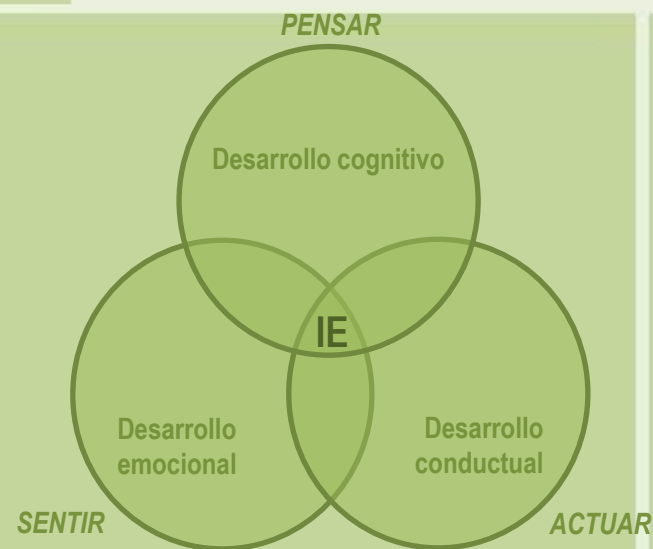 PENSAR
Desarrollo cognitivo
IE
Desarrollo
emocional
Desarrollo
conductual
SENTIR
ACTUAR